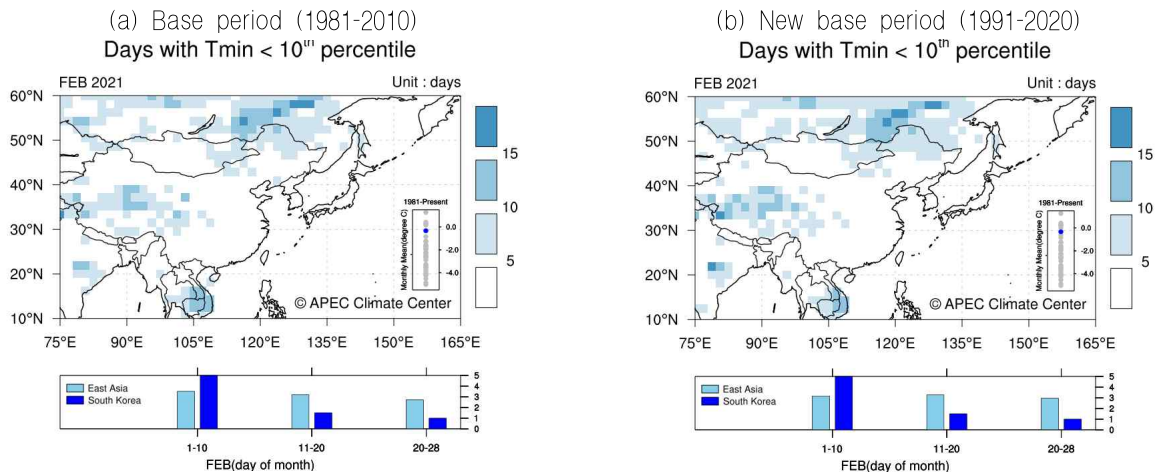 (a) Base period (1981-2010)
Days with Tmin < 10th percentile
FEB 2021 Unit : days
60°N
50°N
40°N
30°N
20°N
10°N
75°E 90°E 105°E 120°E 135°E 150°E 165°E
15
10
5
1981-Present
Monthly Mean(degree C)
0.0
-2.0
-4.0
© APEC Climate Center
East Asia
South Korea
5
4
3
2
1
0
1-10 11-20 20-28
FEB(day of month)
(b) New base period (1991-2020)
Days with Tmin < 10th percentile
FEB 2021 Unit : days
60°N
50°N
40°N
30°N
20°N
10°N
75°E 90°E 105°E 120°E 135°E 150°E 165°E
15
10
5
1981-Present
Monthly Mean(degree C)
0.0
-2.0
-4.0
© APEC Climate Center
East Asia
South Korea
5
4
3
2
1
0
1-10 11-20 20-28
FEB(day of month)